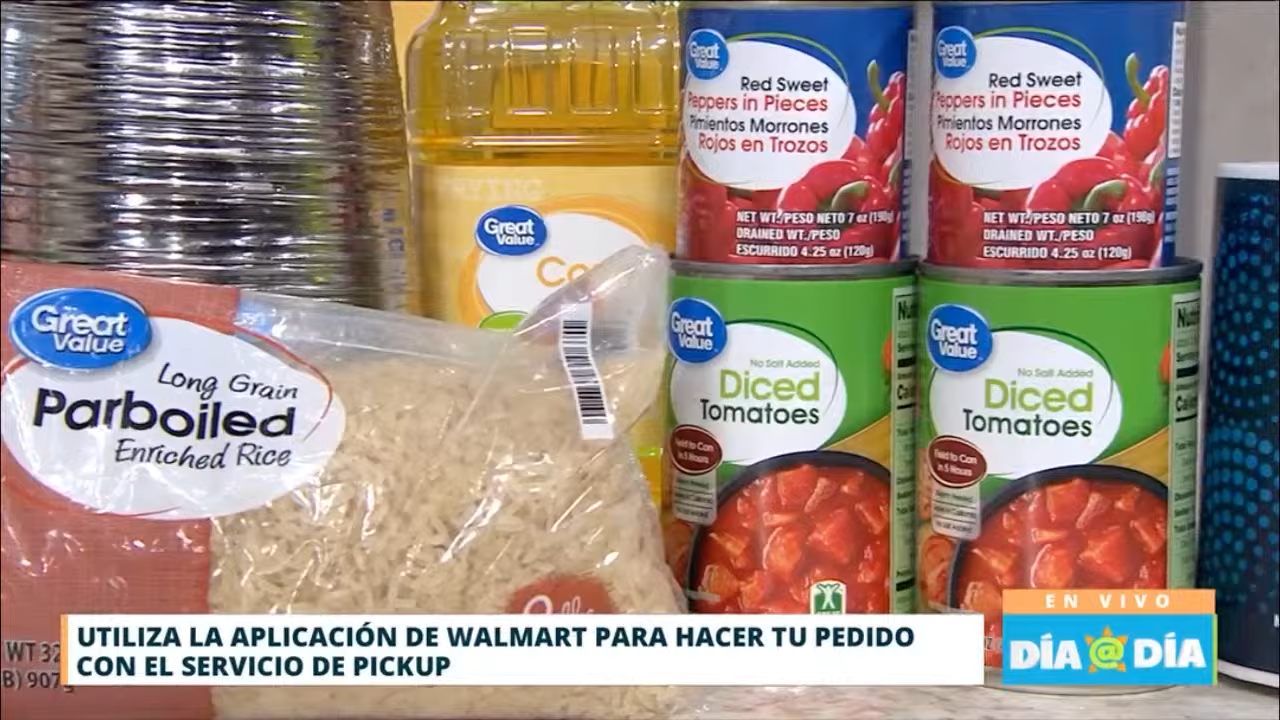 Great
Value
Red Sweet
Peppers in Pieces
Pimientos Morrones
Rojos en Trozos
NET WT./PESO NETO 7 oz (198g)
DRAINED WT./PESO
ESCURRIDO 4.25 oz (120g)
Great
Value
Red Sweet
Peppers in Pieces
Pimientos Morrones
Rojos en Trozos
NET WT./PESO NETO 7 oz (198g)
DRAINED WT./PESO
ESCURRIDO 4.25 oz (120g)
Great
Value
Great
Value
Long Grain
Parboiled
Enriched Rice
WT 32
B) 907g
Great
Value
No Salt Added
Diced
Tomatoes
Field to Can
in 5 Hours
Great
Value
No Salt Added
Diced
Tomatoes
Field to Can
in 5 Hours
EN VIVO
DÍA @ DÍA
UTILIZA LA APLICACIÓN DE WALMART PARA HACER TU PEDIDO
CON EL SERVICIO DE PICKUP